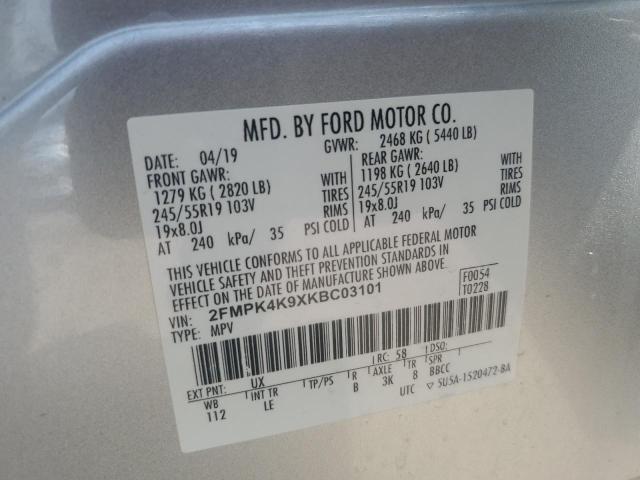 MFD. BY FORD MOTOR CO.
DATE: 04/19 GVWR: 2468 KG ( 5440 LB)
FRONT GAWR: REAR GAWR:
1279 KG ( 2820 LB) WITH 1198 KG ( 2640 LB) WITH
245/55R19 103V TIRES 245/55R19 103V TIRES
19x8.0J RIMS 19x8.0J RIMS
AT 240 kPa/ 35 PSI COLD AT 240 kPa/ 35 PSI COLD
THIS VEHICLE CONFORMS TO ALL APPLICABLE FEDERAL MOTOR
VEHICLE SAFETY AND THEFT PREVENTION STANDARDS IN
EFFECT ON THE DATE OF MANUFACTURE SHOWN ABOVE.
VIN: 2FMPK4K9XKBC03101 F0054
TYPE: MPV T0228
EXT PNT: UX RC: 58 DSO:
WB INT TR TP/PS R AXLE TR SPR
112 LE B 3K 8 BBCC
UTC ▽ 5U5A-1520472-BA